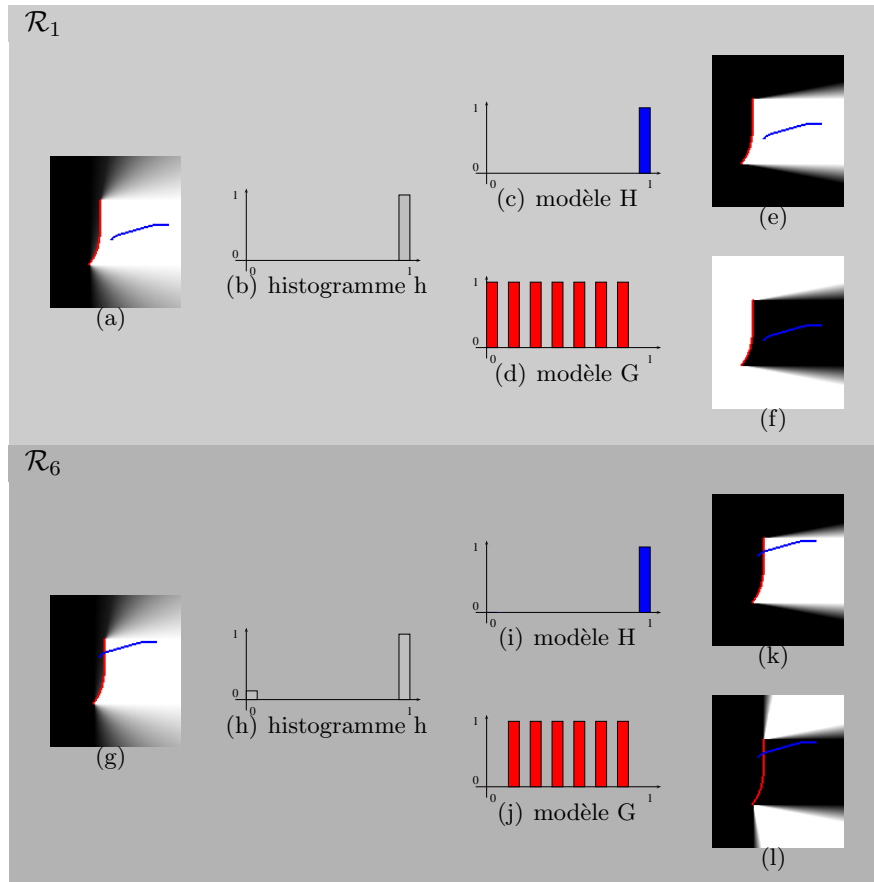 R1
1
0
0
1
(c) modèle H
(e)
1
0
0
1
(b) histogramme h
(a)
1
0
0
1
(d) modèle G
(f)
R6
1
0
0
1
(i) modèle H
(k)
1
0
0
1
(h) histogramme h
(g)
1
0
0
1
(j) modèle G
(l)